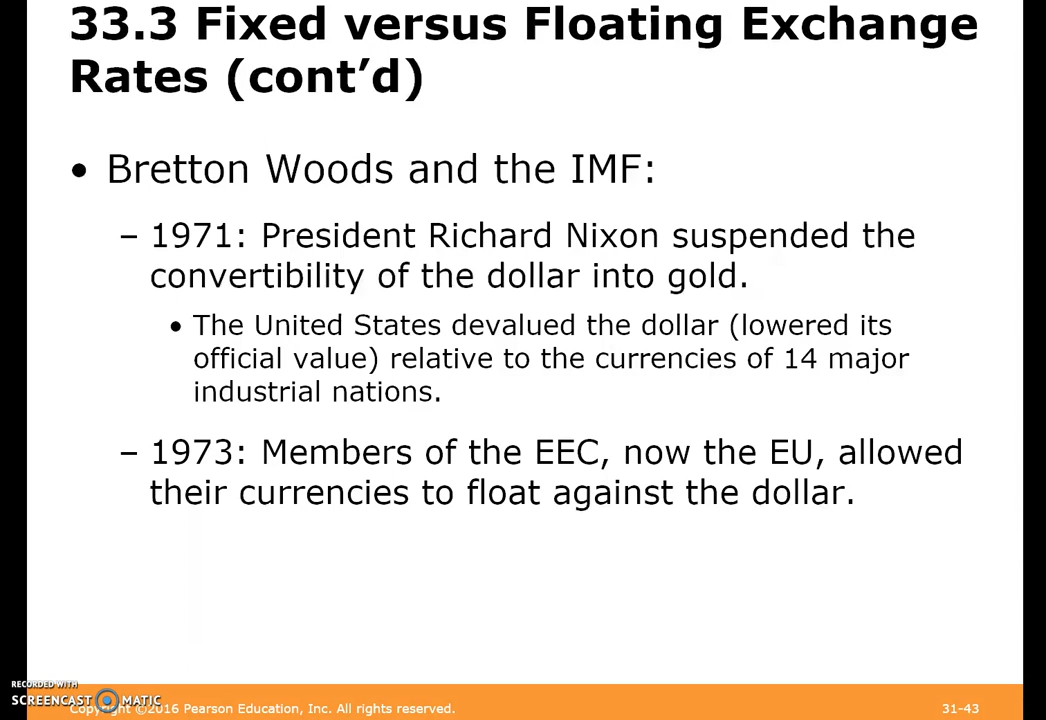 33.3 Fixed versus Floating Exchange
Rates (cont’d)
• Bretton Woods and the IMF:
– 1971: President Richard Nixon suspended the
convertibility of the dollar into gold.
• The United States devalued the dollar (lowered its
official value) relative to the currencies of 14 major
industrial nations.
– 1973: Members of the EEC, now the EU, allowed
their currencies to float against the dollar.
RECORDED WITH
SCREENCAST MATIC
Copyright ©2016 Pearson Education, Inc. All rights reserved.
31-43